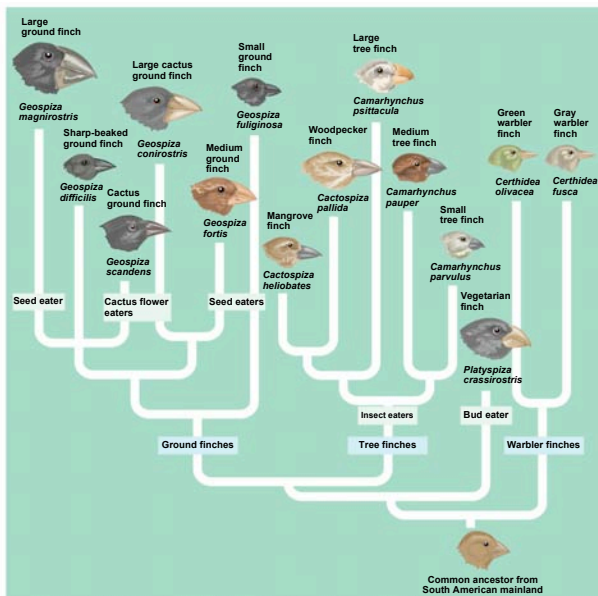 Large
ground finch
Geospiza
magnirostris
Large cactus
ground finch
Geospiza
conirostris
Small
ground
finch
Geospiza
fuliginosa
Large
tree finch
Camarhynchus
psittacula
Green
warbler
finch
Certhidea
olivacea
Gray
warbler
finch
Certhidea
fusca
Sharp-beaked
ground finch
Geospiza
difficilis
Cactus
ground finch
Geospiza
scandens
Medium
ground
finch
Geospiza
fortis
Woodpecker
finch
Cactospiza
pallida
Medium
tree finch
Camarhynchus
pauper
Mangrove
finch
Cactospiza
heliobates
Small
tree finch
Camarhynchus
parvulus
Vegetarian
finch
Platyspiza
crassirostris
Seed eater
Cactus flower
eaters
Seed eaters
Insect eaters
Bud eater
Ground finches
Tree finches
Warbler finches
Common ancestor from
South American mainland